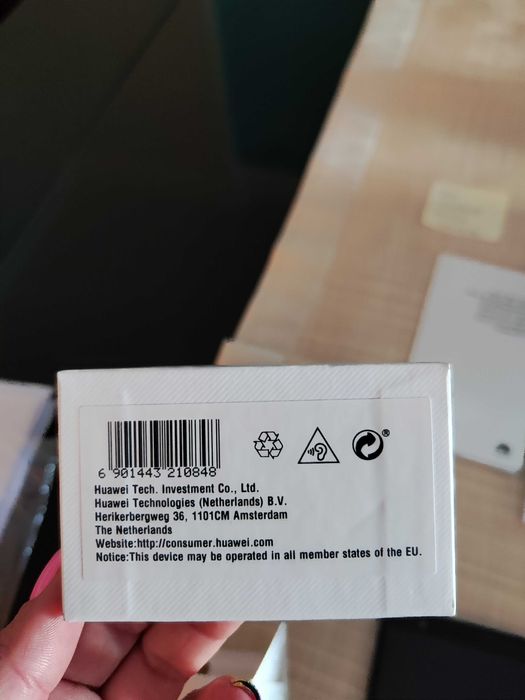 6 901443 210848
Huawei Tech. Investment Co., Ltd.
Huawei Technologies (Netherlands) B.V.
Herikerbergweg 36, 1101CM Amsterdam
The Netherlands
Website:http://consumer.huawei.com
Notice:This device may be operated in all member states of the EU.